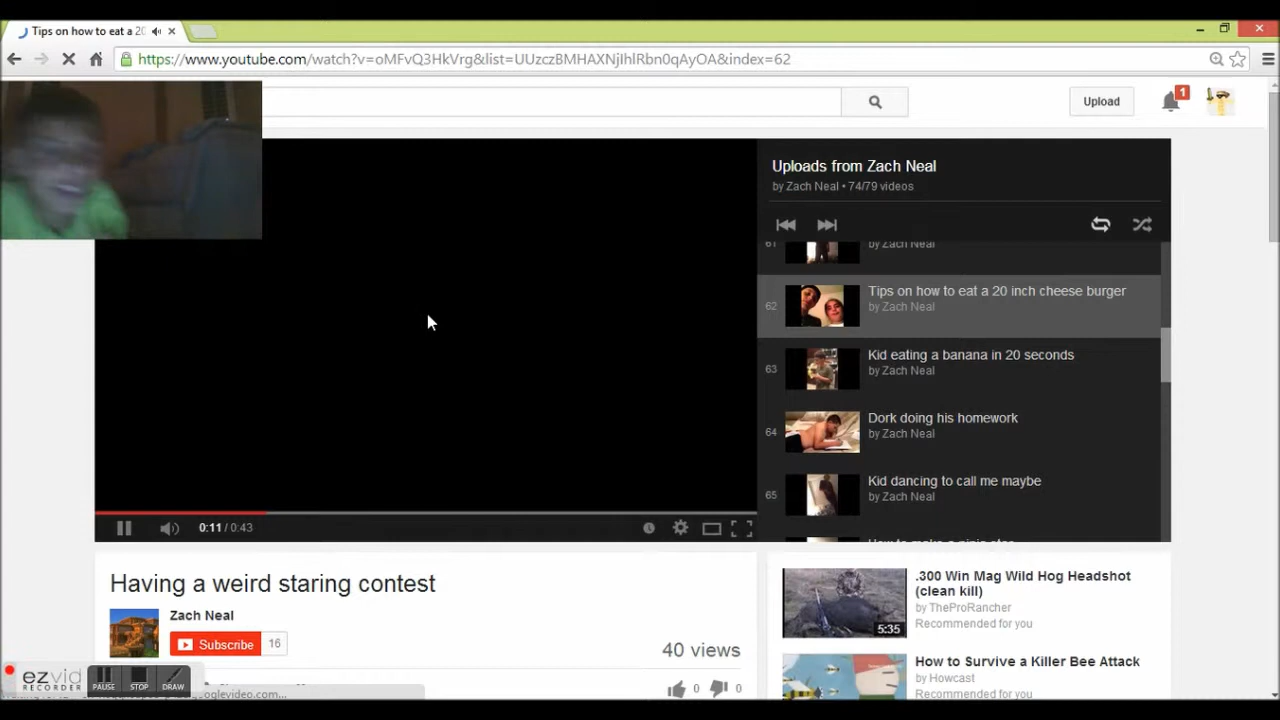 Tips on how to eat a 20
https://www.youtube.com/watch?v=oMFvQ3HkVrg&list=UUzczBMHAXNjIhlRbn0qAyOA&index=62
Upload
1
Uploads from Zach Neal
by Zach Neal • 74/79 videos
61
by Zach Neal
62
Tips on how to eat a 20 inch cheese burger
by Zach Neal
63
Kid eating a banana in 20 seconds
by Zach Neal
64
Dork doing his homework
by Zach Neal
65
Kid dancing to call me maybe
by Zach Neal
0:11 / 0:43
Having a weird staring contest
Zach Neal
Subscribe 16
40 views
0 0
.300 Win Mag Wild Hog Headshot
(clean kill)
by TheProRancher
Recommended for you
5:35
How to Survive a Killer Bee Attack
by Howcast
Recommended for you
ezvid
RECORDER
PAUSE STOP DRAW